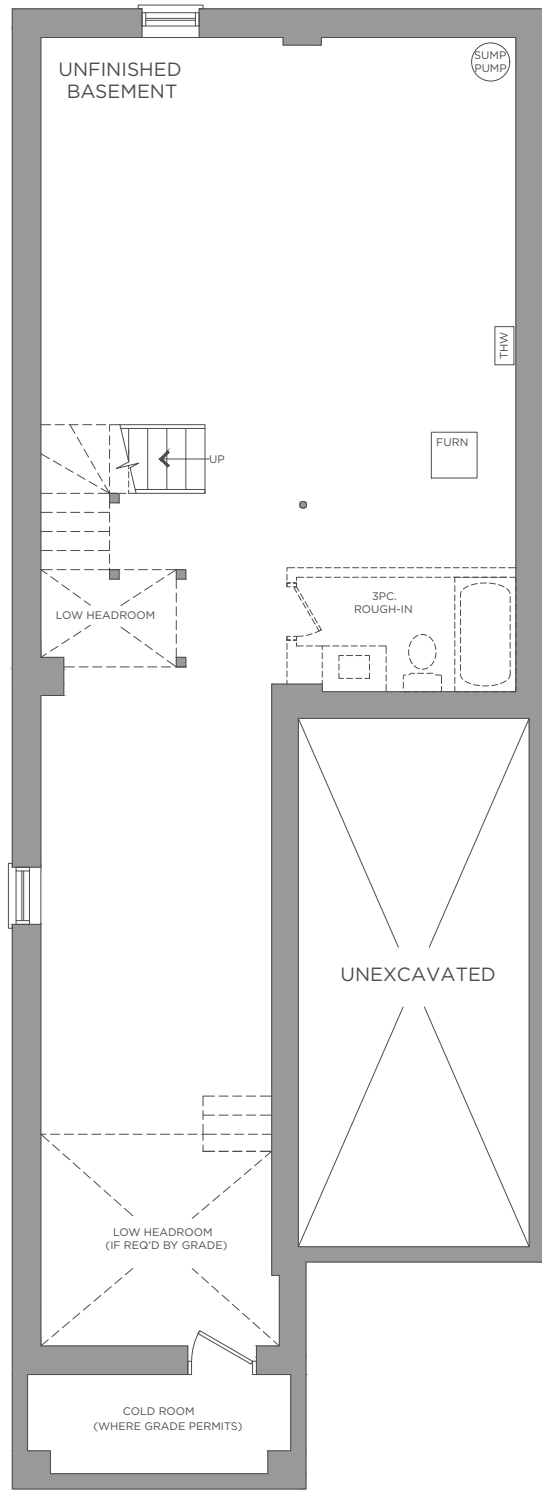 UNFINISHED
BASEMENT
SUMP
PUMP
THW
FURN
UP
3PC.
ROUGH-IN
LOW HEADROOM
UNEXCAVATED
LOW HEADROOM
(IF REQ'D BY GRADE)
COLD ROOM
(WHERE GRADE PERMITS)